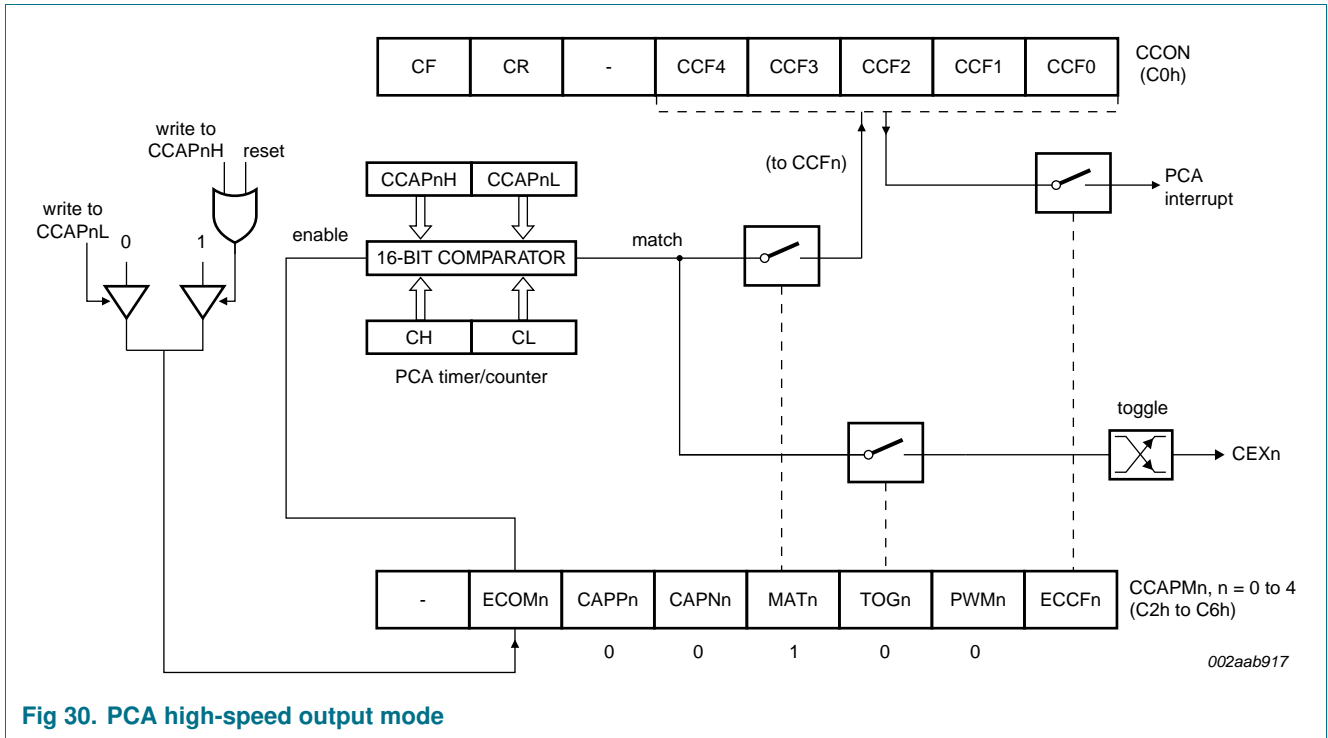 CF CR - CCF4 CCF3 CCF2 CCF1 CCF0
CCON
(C0h)
write to
CCAPnH reset
write to
CCAPnL
0 1
enable
CCAPnH CCAPnL
16-BIT COMPARATOR
CH CL
PCA timer/counter
match
(to CCFn)
PCA
interrupt
toggle
CEXn
- ECOMn CAPPn CAPNn MATn TOGn PWMn ECCFn
CCAPMn, n = 0 to 4
(C2h to C6h)
0 0 1 0 0
002aab917
Fig 30. PCA high-speed output mode